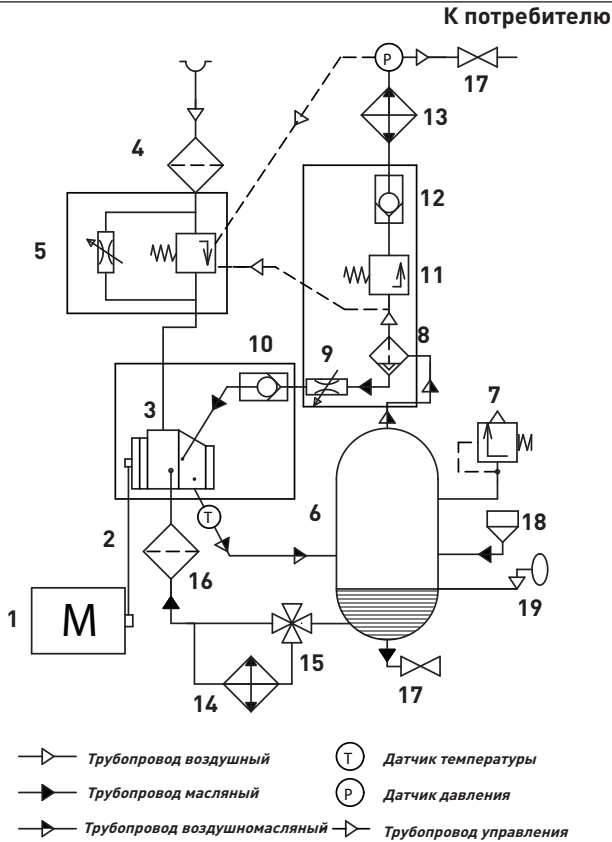 К потребителю
P
17
13
4
12
5
11
8
9
10
7
3
6
T
18
2
16
19
1
M
15
14
17
Трубопровод воздушный
T
Датчик температуры
Трубопровод масляный
P
Датчик давления
Трубопровод воздушномасляный
Трубопровод управления